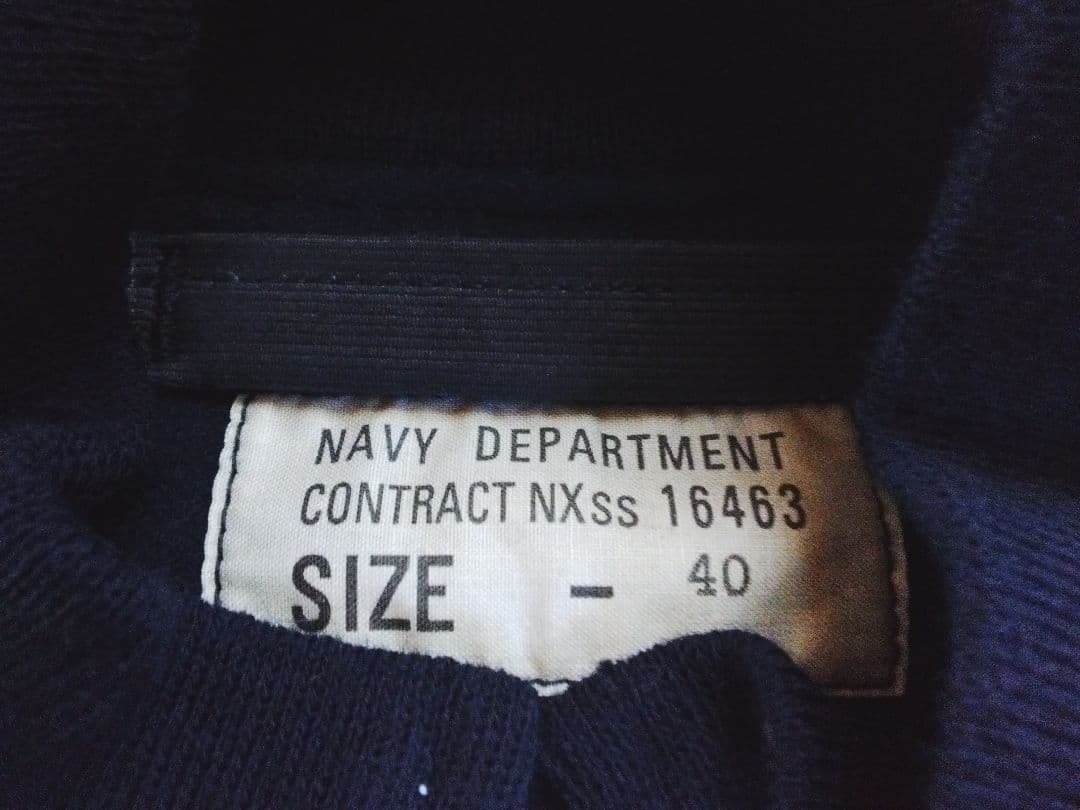 NAVY DEPARTMENT
CONTRACT NXss 16463
SIZE - 40